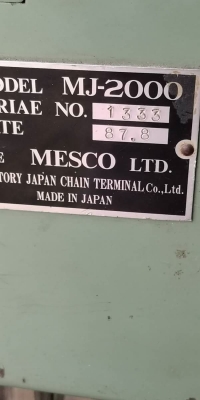 ODEL MJ-2000
RIAE NO. 1333
TE 87.8
E MESCO LTD.
TORY JAPAN CHAIN TERMINAL Co.,Ltd.
MADE IN JAPAN